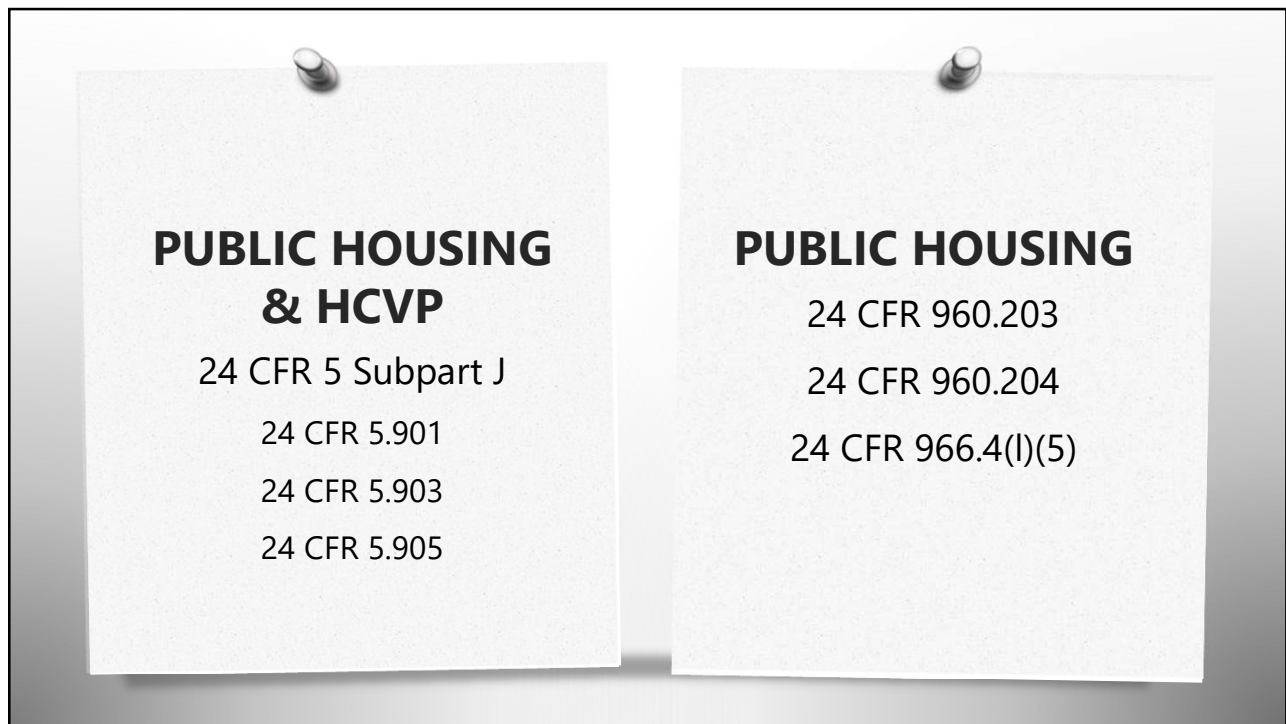 PUBLIC HOUSING
& HCVP
24 CFR 5 Subpart J
24 CFR 5.901
24 CFR 5.903
24 CFR 5.905
PUBLIC HOUSING
24 CFR 960.203
24 CFR 960.204
24 CFR 966.4(l)(5)